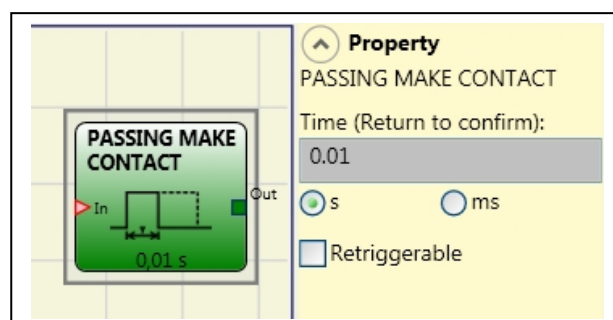 PASSING MAKE
CONTACT
In
Out
T
0,01 s
Property
PASSING MAKE CONTACT
Time (Return to confirm):
0.01
s
ms
Retriggerable